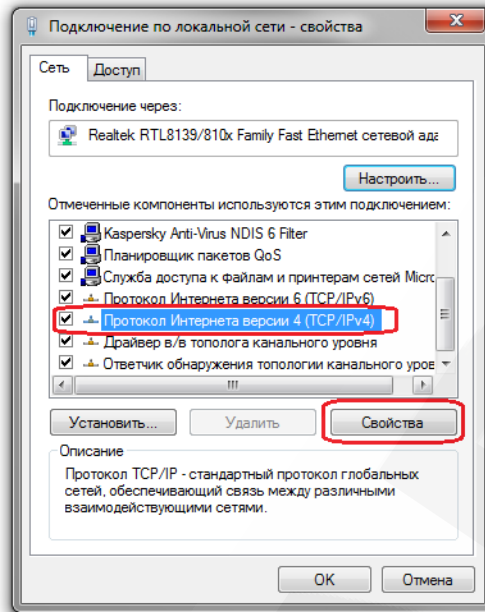 Подключение по локальной сети - свойства
Сеть
Доступ
Подключение через:
Realtek RTL8139/810x Family Fast Ethernet сетевой ада
Настроить...
Отмеченные компоненты используются этим подключением:
Kaspersky Anti-Virus NDIS 6 Filter
Планировщик пакетов QoS
Служба доступа к файлам и принтерам сетей Micro
Протокол Интернета версии 6 (TCP/IPv6)
Протокол Интернета версии 4 (TCP/IPv4)
Драйвер в/в тополога канального уровня
Ответчик обнаружения топологии канального уров
Установить...
Удалить
Свойства
Описание
Протокол TCP/IP - стандартный протокол глобальных
сетей, обеспечивающий связь между различными
взаимодействующими сетями.
OK
Отмена